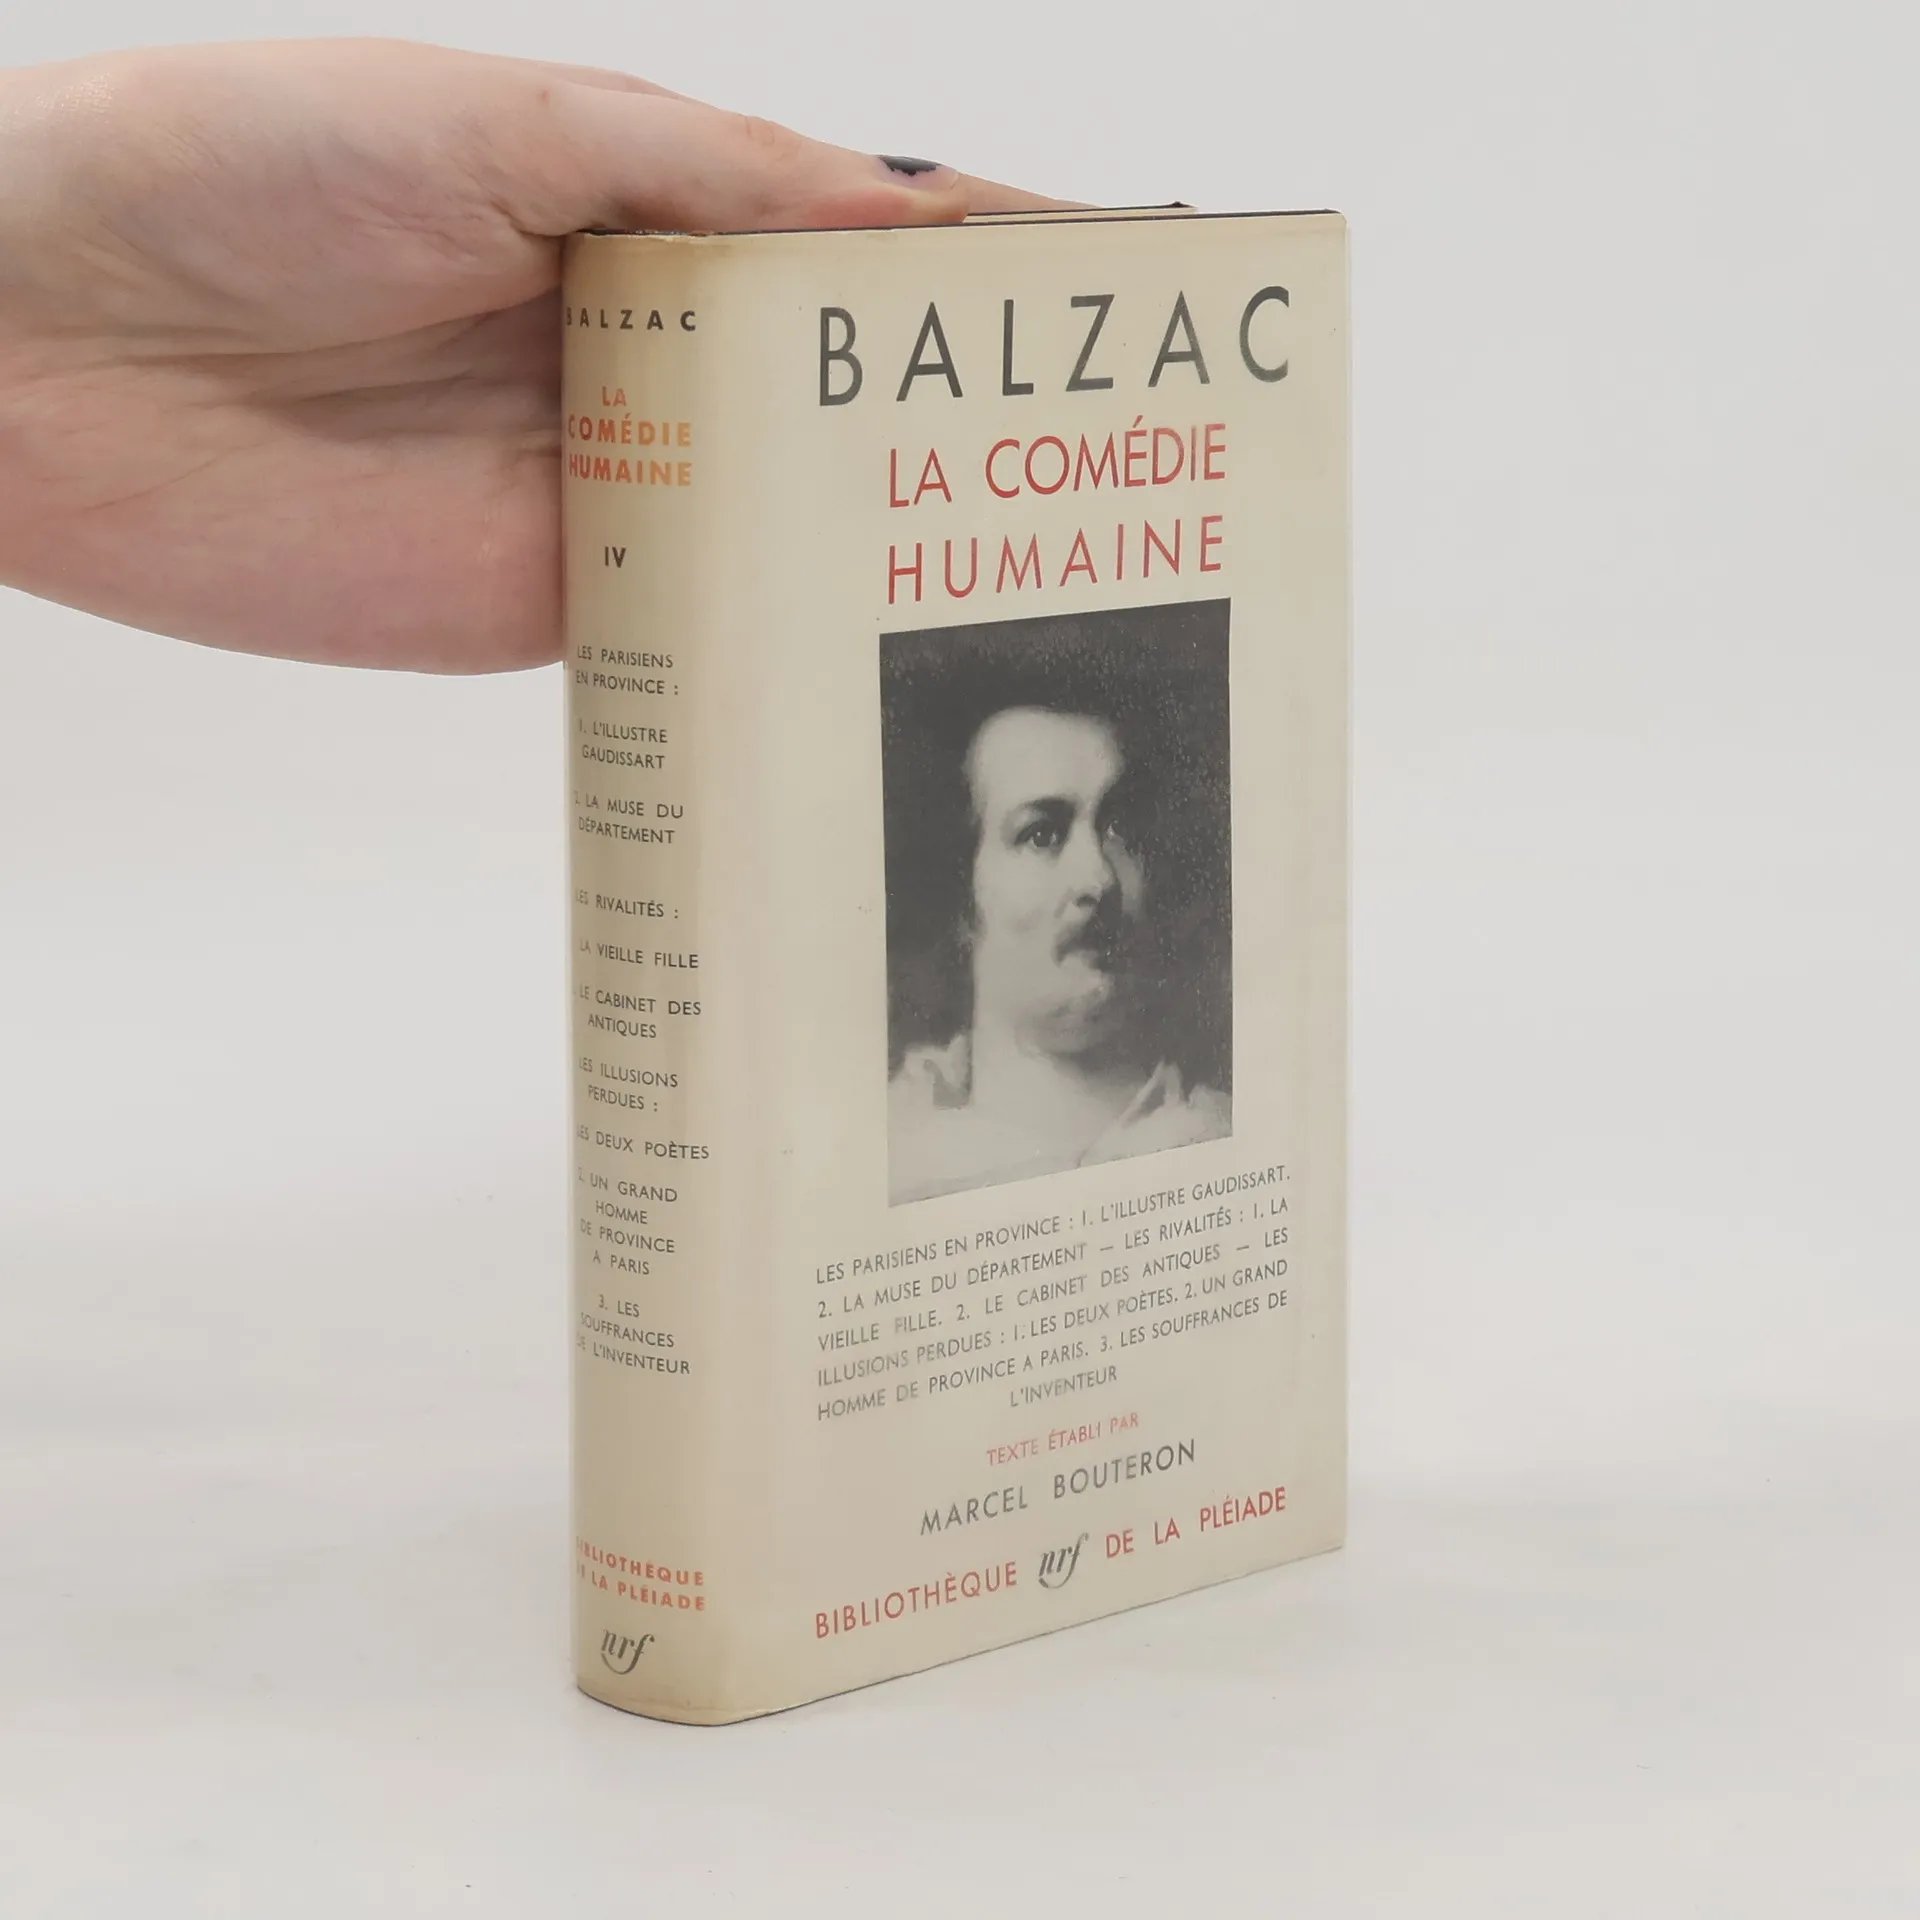 BALZAC
LA
COMÉDIE
HUMAINE
IV
LES PARISIENS
EN PROVINCE :
1. L'ILLUSTRE
GAUDISSART
2. LA MUSE DU
DÉPARTEMENT
LES RIVALITÉS :
LA VIEILLE FILLE
LE CABINET DES
ANTIQUES
LES ILLUSIONS
PERDUES :
LES DEUX POÈTES
2. UN GRAND
HOMME
DE PROVINCE
A PARIS
3. LES
SOUFFRANCES
DE L'INVENTEUR
BIBLIOTHÈQUE
DE LA PLÉIADE
nrf
BALZAC
LA COMÉDIE
HUMAINE
LES PARISIENS EN PROVINCE : 1. L'ILLUSTRE GAUDISSART.
2. LA MUSE DU DÉPARTEMENT — LES RIVALITÉS : 1. LA
VIEILLE FILLE. 2. LE CABINET DES ANTIQUES — LES
ILLUSIONS PERDUES : 1. LES DEUX POÈTES. 2. UN GRAND
HOMME DE PROVINCE A PARIS. 3. LES SOUFFRANCES DE
L'INVENTEUR
TEXTE ÉTABLI PAR
MARCEL BOUTERON
BIBLIOTHÈQUE nrf DE LA PLÉIADE